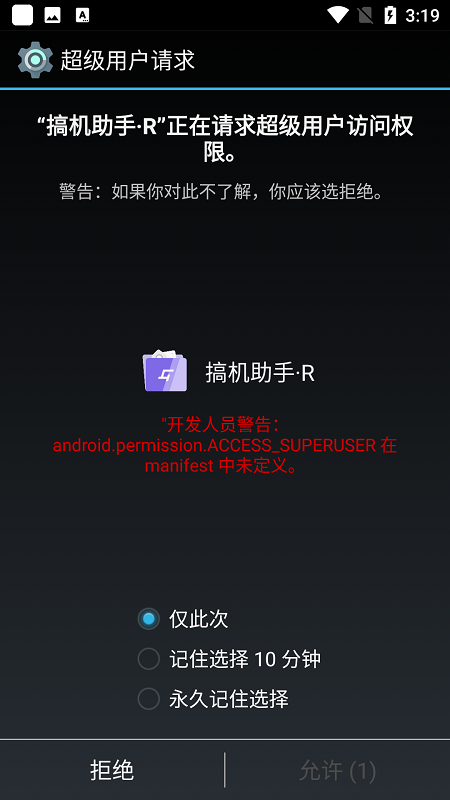 3:19
超级用户请求
“搞机助手·R”正在请求超级用户访问权
限。
警告：如果你对此不了解，你应该选拒绝。
搞机助手·R
"开发人员警告：
android.permission.ACCESS_SUPERUSER 在
manifest 中未定义。
仅此次
记住选择 10 分钟
永久记住选择
拒绝
允许 (1)